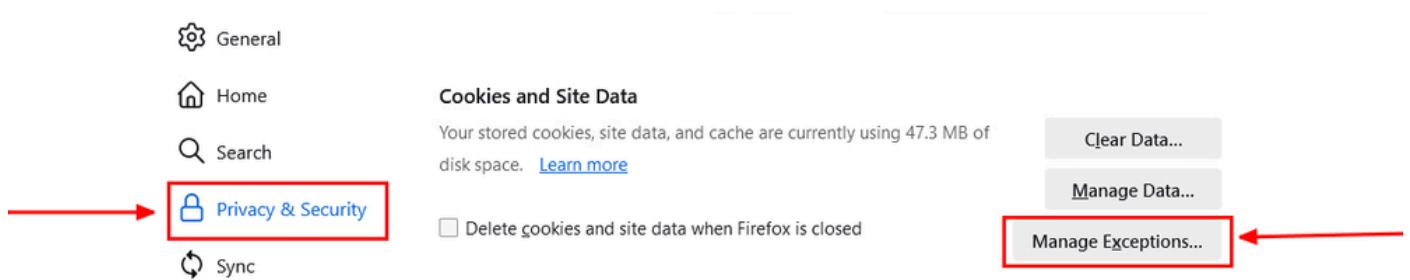 General
Home
Search
Privacy & Security
Sync
Cookies and Site Data
Your stored cookies, site data, and cache are currently using 47.3 MB of
disk space. Learn more
Clear Data...
Manage Data...
Delete cookies and site data when Firefox is closed
Manage Exceptions...